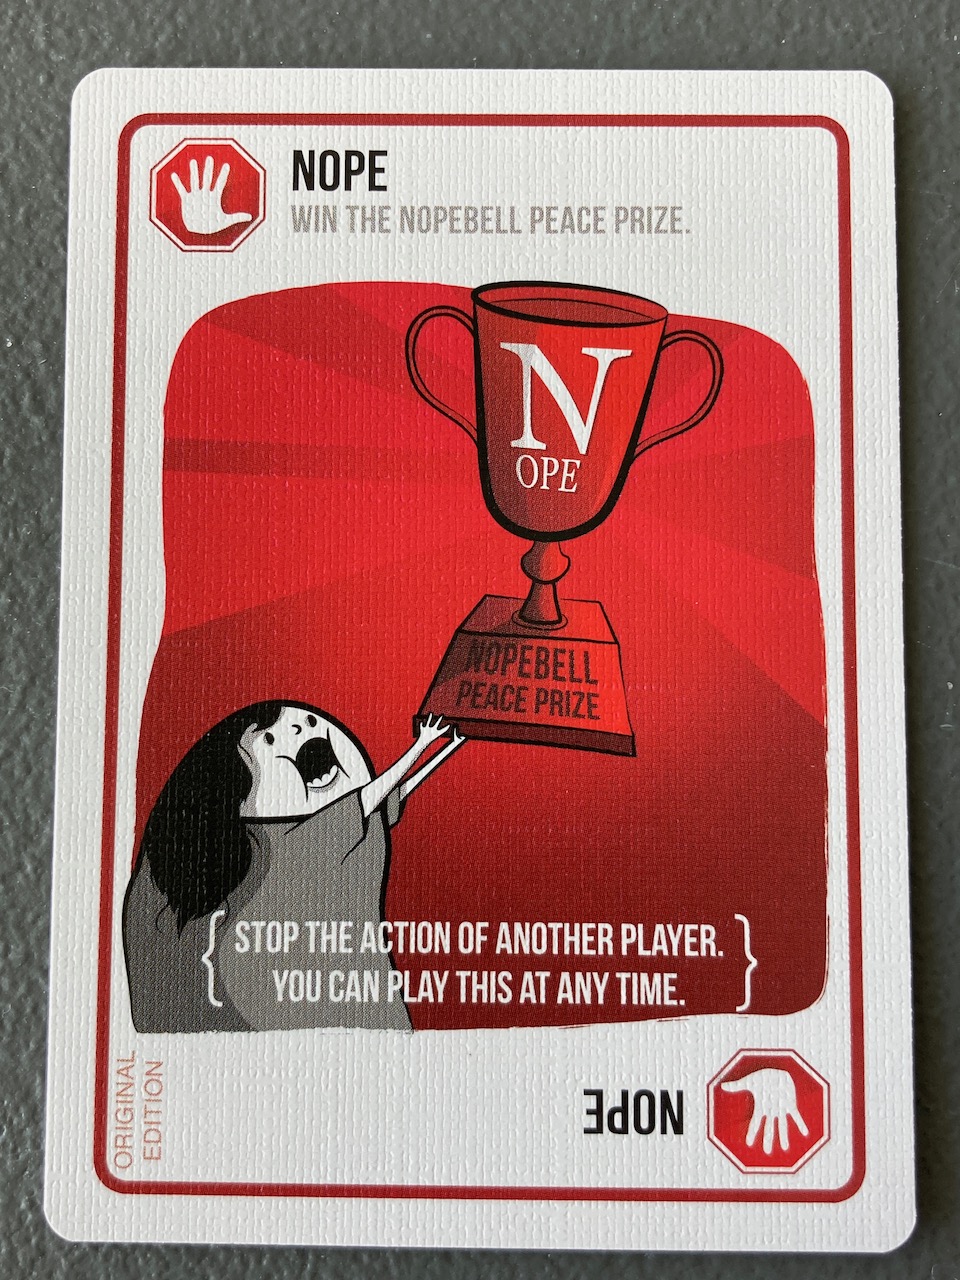 NOPE
WIN THE NOPEBELL PEACE PRIZE.
N
OPE
NOPEBELL
PEACE PRIZE
STOP THE ACTION OF ANOTHER PLAYER.
YOU CAN PLAY THIS AT ANY TIME.
ORIGINAL
EDITION
NOPE